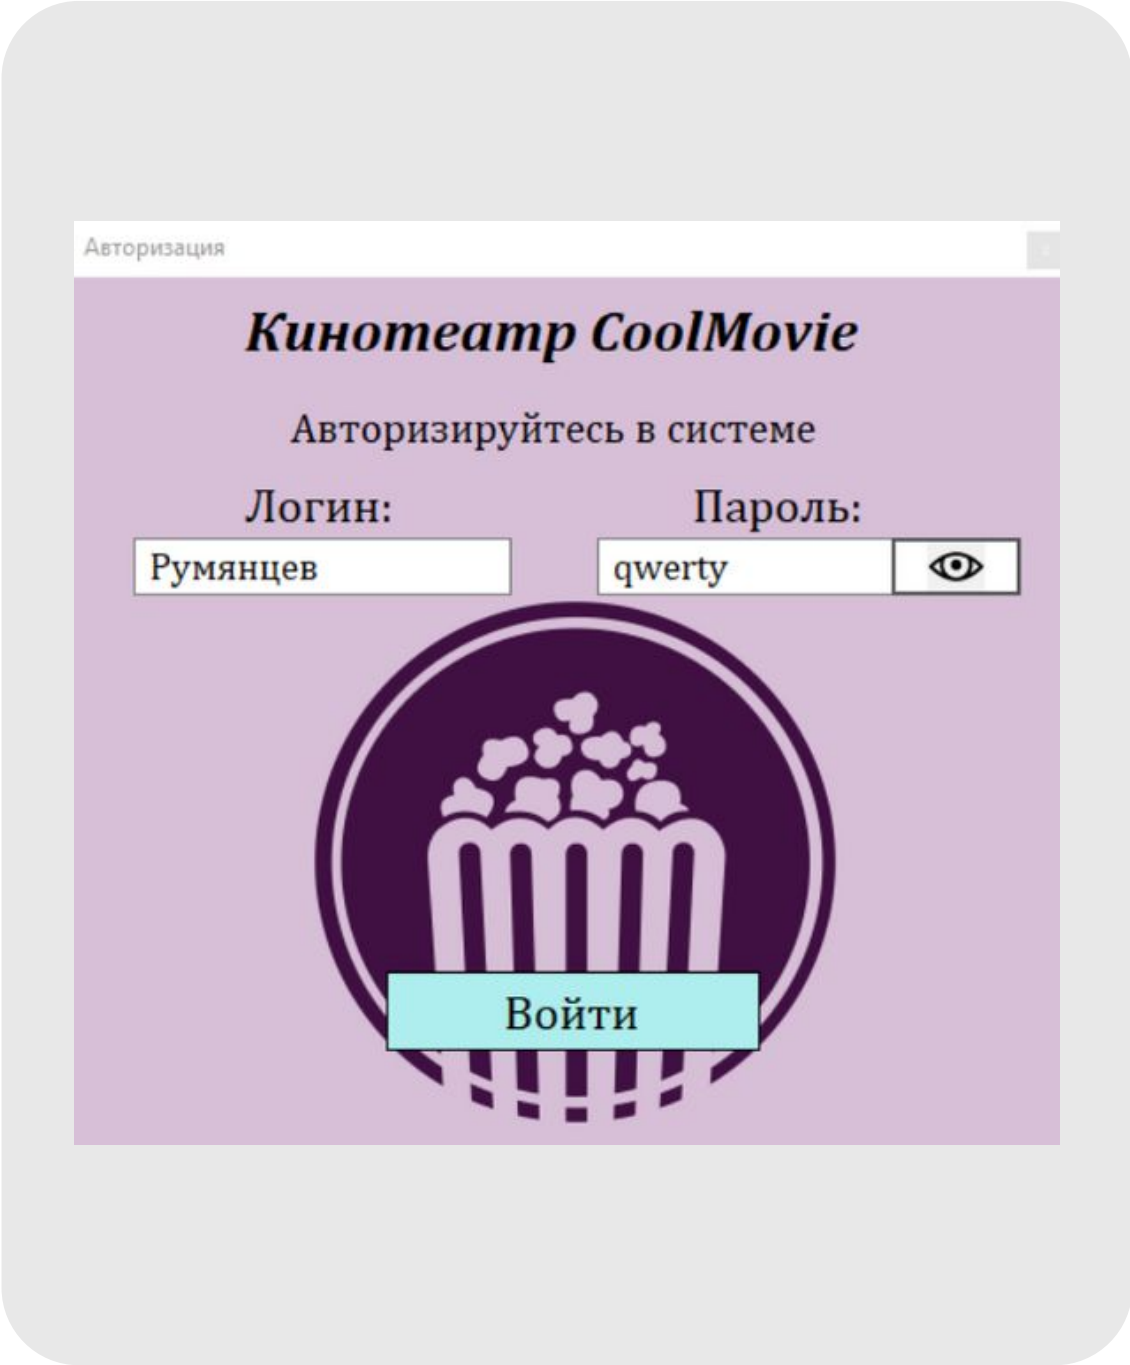 Авторизация
Кинотеатр CoolMovie
Авторизируйтесь в системе
Логин: Пароль:
Румянцев qwerty
Войти